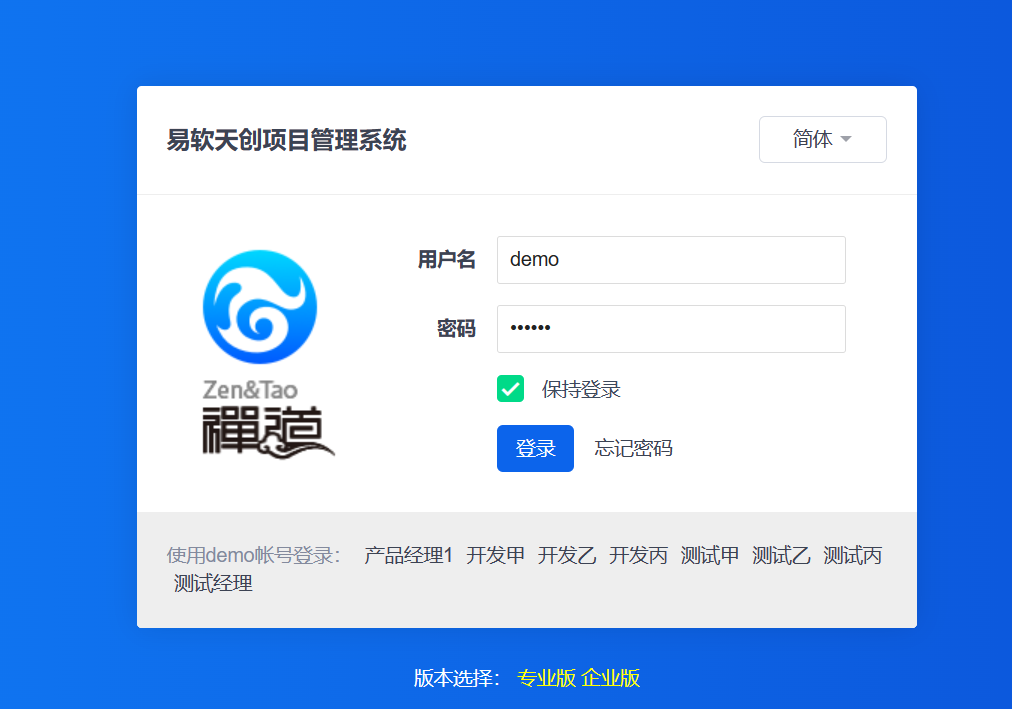 易软天创项目管理系统
简体
用户名
demo
密码
••••••
保持登录
登录 忘记密码
Zen&Tao
禪道
使用demo帐号登录： 产品经理1 开发甲 开发乙 开发丙 测试甲 测试乙 测试丙
测试经理
版本选择： 专业版 企业版